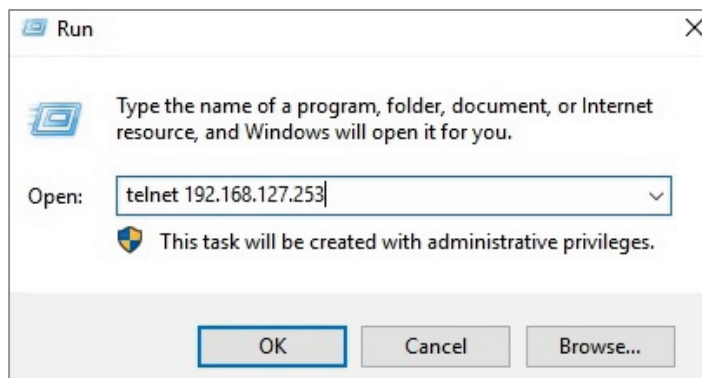 Run
Type the name of a program, folder, document, or Internet
resource, and Windows will open it for you.
Open: telnet 192.168.127.253
This task will be created with administrative privileges.
OK Cancel Browse...